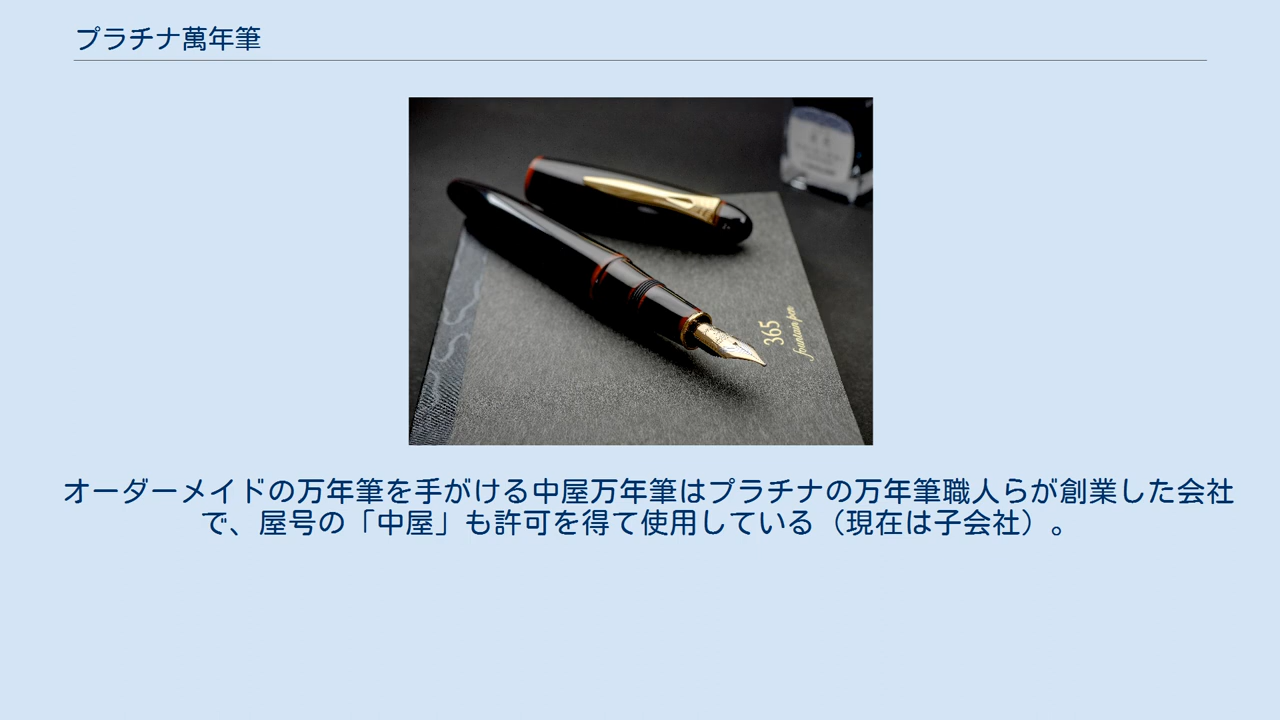 プラチナ萬年筆
365
fountain pen
オーダーメイドの万年筆を手がける中屋万年筆はプラチナの万年筆職人らが創業した会社
で、屋号の「中屋」も許可を得て使用している（現在は子会社）。